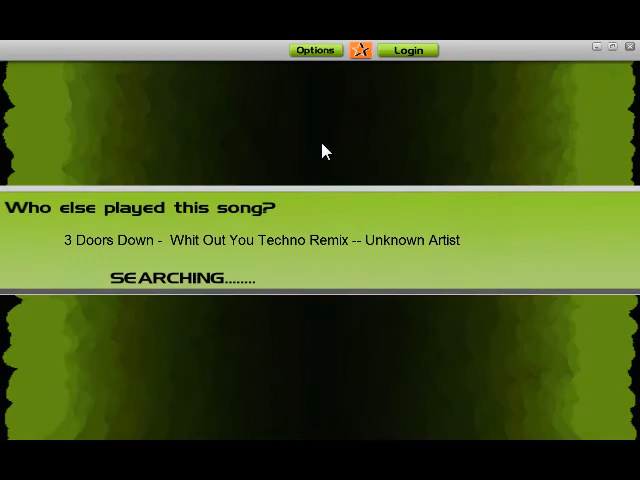 Options Login
Who else played this song?
3 Doors Down -  Whit Out You Techno Remix -- Unknown Artist
SEARCHING........